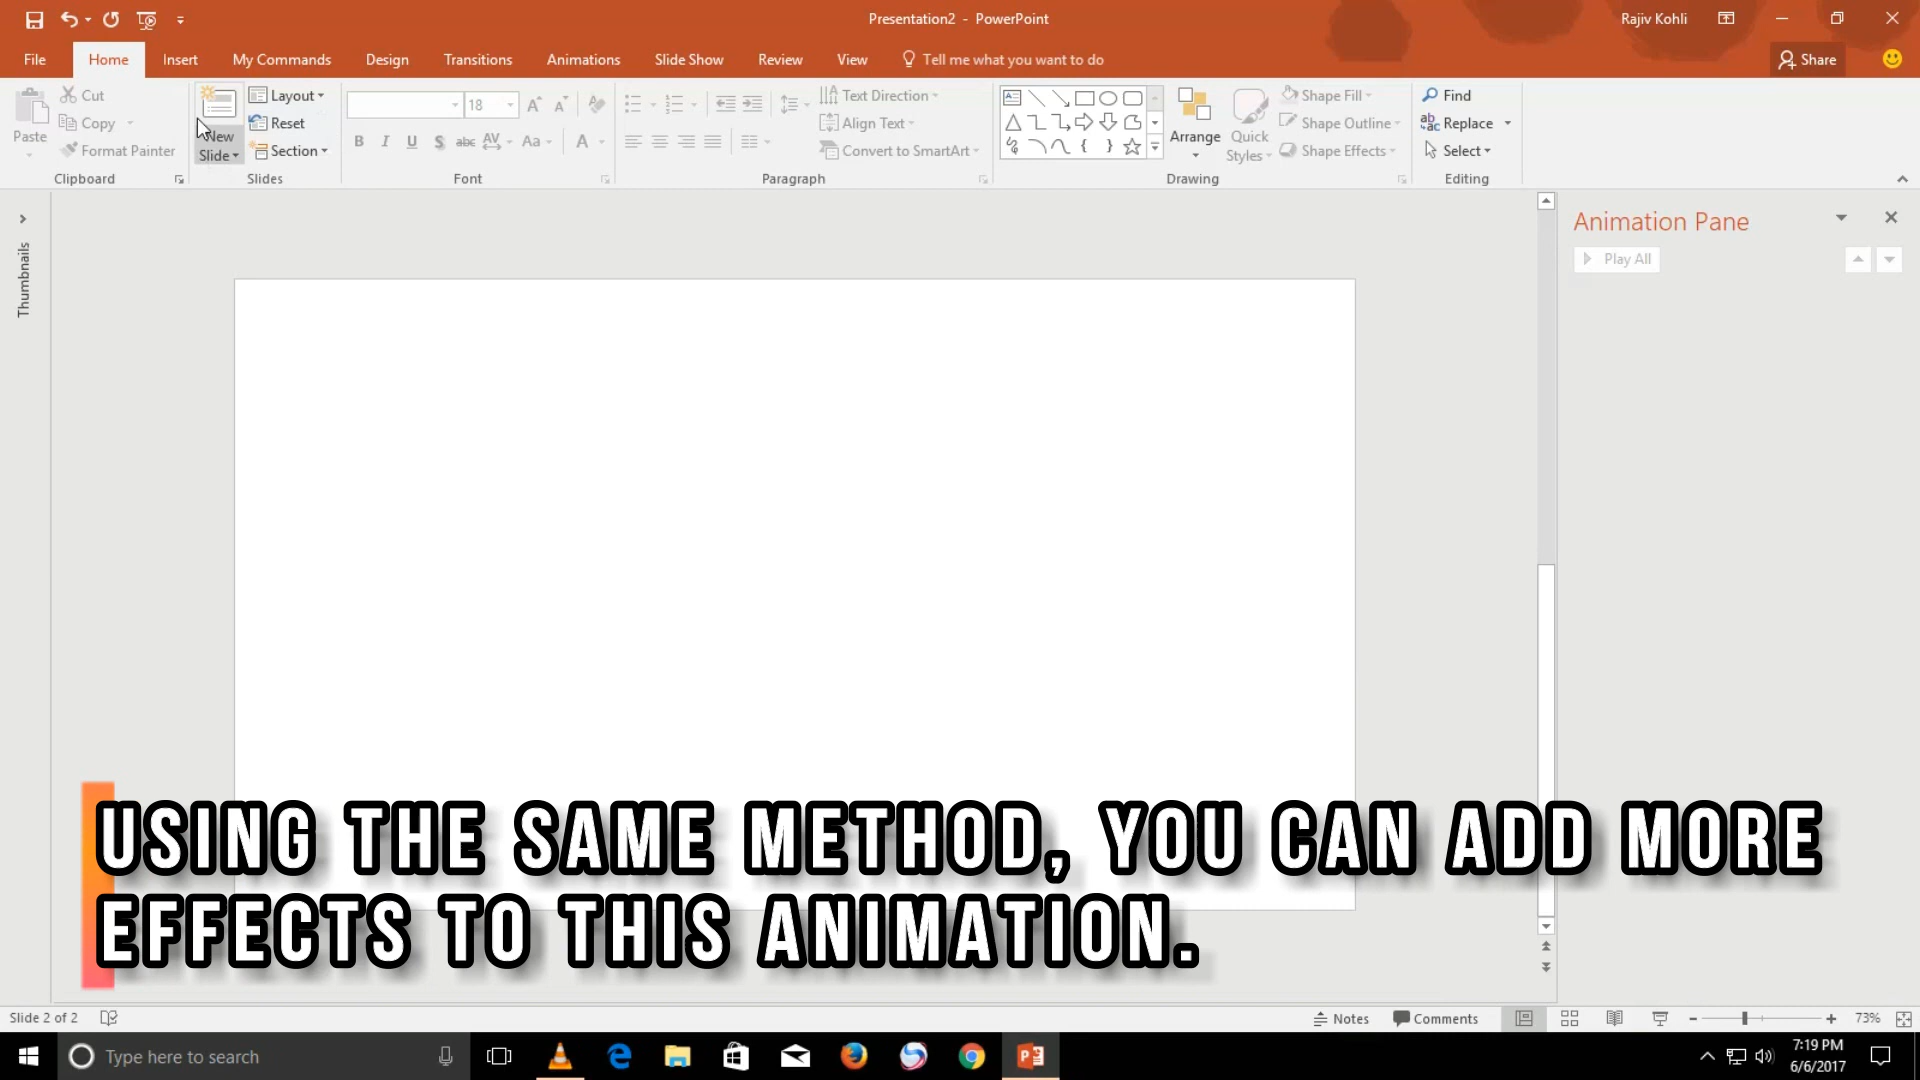 Presentation2 - PowerPoint
Rajiv Kohli
File Home Insert My Commands Design Transitions Animations Slide Show Review View Tell me what you want to do Share
Paste
Cut
Copy
Format Painter
Clipboard
New Slide
Layout
Reset
Section
Slides
18
B I U S abc AV Aa A
Font
Text Direction
Align Text
Convert to SmartArt
Paragraph
Arrange
Quick Styles
Shape Fill
Shape Outline
Shape Effects
Drawing
Find
Replace
Select
Editing
Thumbnails
Animation Pane
Play All
USING THE SAME METHOD, YOU CAN ADD MORE
EFFECTS TO THIS ANIMATION.
Slide 2 of 2
Notes
Comments
73%
Type here to search
7:19 PM
6/6/2017